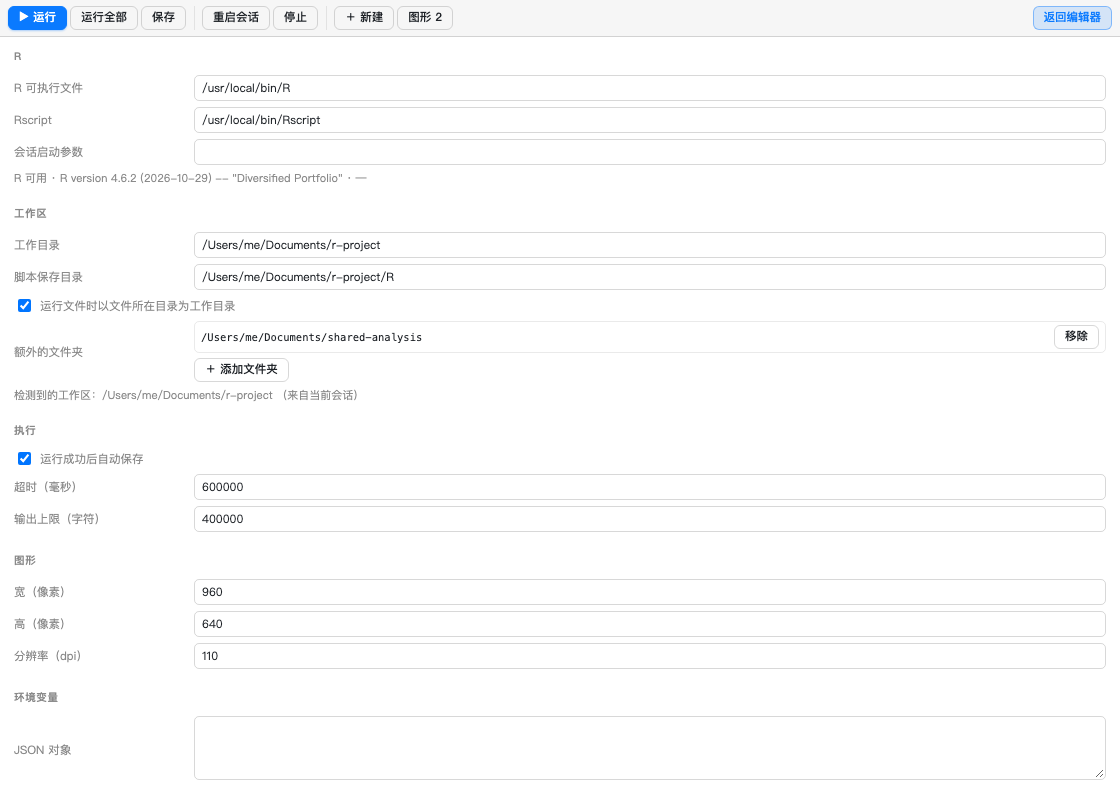 ▶ 运行 运行全部 保存 重启会话 停止 ＋ 新建 图形 2 返回编辑器
R
R 可执行文件 /usr/local/bin/R
Rscript /usr/local/bin/Rscript
会话启动参数
R 可用 · R version 4.6.2 (2026-10-29) -- "Diversified Portfolio" · —
工作区
工作目录 /Users/me/Documents/r-project
脚本保存目录 /Users/me/Documents/r-project/R
运行文件时以文件所在目录为工作目录
额外的文件夹 /Users/me/Documents/shared-analysis 移除
＋ 添加文件夹
检测到的工作区：/Users/me/Documents/r-project （来自当前会话）
执行
运行成功后自动保存
超时（毫秒） 600000
输出上限（字符） 400000
图形
宽（像素） 960
高（像素） 640
分辨率（dpi） 110
环境变量
JSON 对象